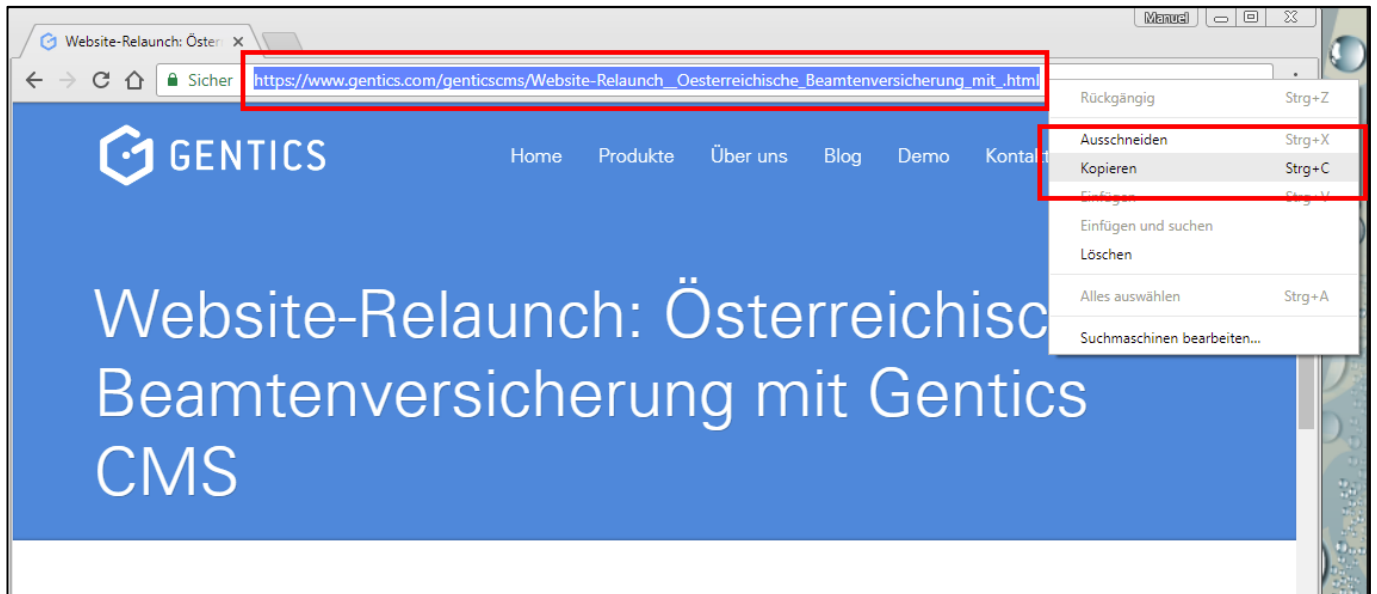 Manuel
Website-Relaunch: Öster
Sicher
https://www.gentics.com/genticscms/Website-Relaunch__Oesterreichische_Beamtenversicherung_mit_.html
GENTICS
Home Produkte Über uns Blog Demo Kontakt
Rückgängig Strg+Z
Ausschneiden Strg+X
Kopieren Strg+C
Einfügen Strg+V
Einfügen und suchen
Löschen
Alles auswählen Strg+A
Suchmaschinen bearbeiten...
Website-Relaunch: Österreichisc
Beamtenversicherung mit Gentics
CMS